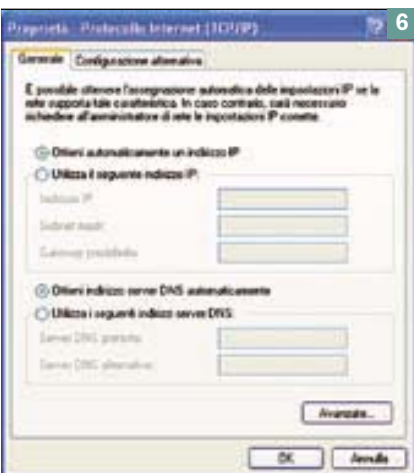 Proprietà - Protocollo Internet (TCP/IP)
6
Generale
Configurazione alternativa
È possibile ottenere l'assegnazione automatica delle impostazioni IP se la
rete supporta tale caratteristica. In caso contrario, sarà necessario
richiedere all'amministratore di rete le impostazioni IP corrette.
Ottieni automaticamente un indirizzo IP
Utilizza il seguente indirizzo IP:
Indirizzo IP:
Subnet mask:
Gateway predefinito:
Ottieni indirizzo server DNS automaticamente
Utilizza i seguenti indirizzi server DNS:
Server DNS preferito:
Server DNS alternativo:
Avanzate...
OK
Annulla